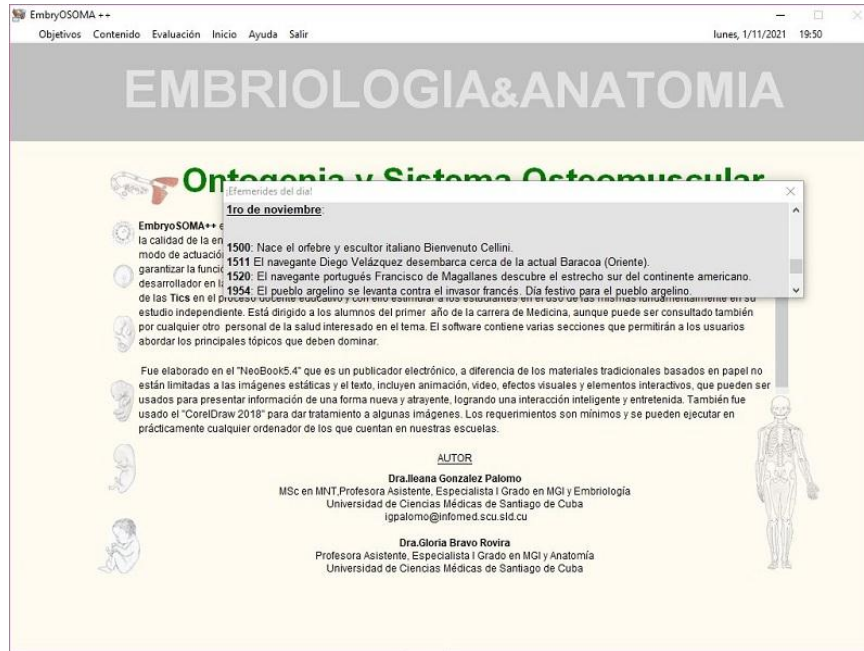 EmbryOSOMA ++
Objetivos Contenido Evaluación Inicio Ayuda Salir lunes, 1/11/2021 19:50
EMBRIOLOGIA&ANATOMIA
Ontogenia y Sistema Osteomuscular
¡Efemerides del dia!
1ro de noviembre:
1500: Nace el orfebre y escultor italiano Bienvenuto Cellini.
1511 El navegante Diego Velázquez desembarca cerca de la actual Baracoa (Oriente).
1520: El navegante portugués Francisco de Magallanes descubre el estrecho sur del continente americano.
1954: El pueblo argelino se levanta contra el invasor francés. Día festivo para el pueblo argelino.
EmbryoSOMA++
la calidad de la
modo de actuació
garantizar la
desarrollador en
de las Tics en el proceso docente educativo y con ello estimular a los estudiantes en el uso de las mismas fundamentalmente en su
estudio independiente. Está dirigido a los alumnos del primer año de la carrera de Medicina, aunque puede ser consultado también
por cualquier otro personal de la salud interesado en el tema. El software contiene varias secciones que permitirán a los usuarios
abordar los principales tópicos que deben dominar.
Fue elaborado en el "NeoBook5.4" que es un publicador electrónico, a diferencia de los materiales tradicionales basados en papel no
están limitadas a las imágenes estáticas y el texto, incluyen animación, video, efectos visuales y elementos interactivos, que pueden ser
usados para presentar información de una forma nueva y atrayente, logrando una interacción inteligente y entretenida. También fue
usado el "CorelDraw 2018" para dar tratamiento a algunas imágenes. Los requerimientos son mínimos y se pueden ejecutar en
prácticamente cualquier ordenador de los que cuentan en nuestras escuelas.
AUTOR
Dra.Ileana Gonzalez Palomo
MSc en MNT,Profesora Asistente, Especialista I Grado en MGI y Embriología
Universidad de Ciencias Médicas de Santiago de Cuba
igpalomo@infomed.scu.sld.cu
Dra.Gloria Bravo Rovira
Profesora Asistente, Especialista I Grado en MGI y Anatomía
Universidad de Ciencias Médicas de Santiago de Cuba